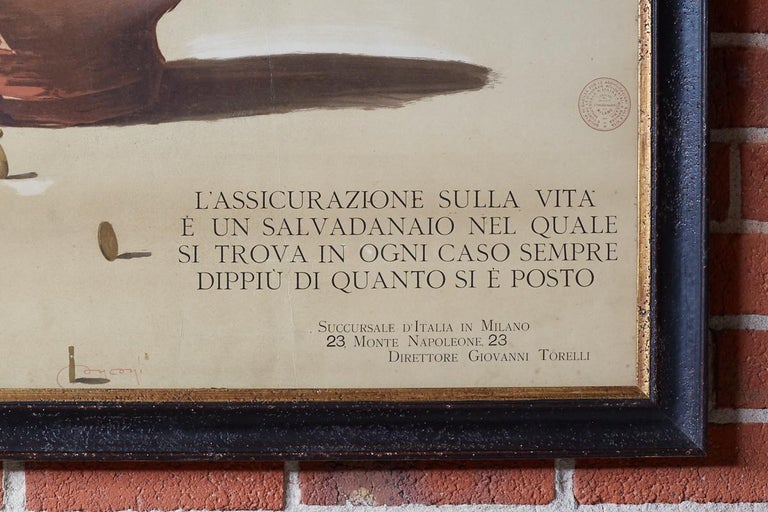 L'ASSICURAZIONE SULLA VITA
È UN SALVADANAIO NEL QUALE
SI TROVA IN OGNI CASO SEMPRE
DIPPIÙ DI QUANTO SI È POSTO
SUCCURSALE D'ITALIA IN MILANO
23, MONTE NAPOLEONE, 23
DIRETTORE GIOVANNI TORELLI